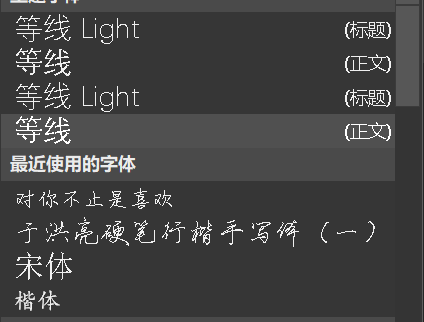 等线 Light (标题)
等线 (正文)
等线 Light (标题)
等线 (正文)
最近使用的字体
对你不止是喜欢
于洪亮硬笔行楷手写体（一）
宋体
楷体